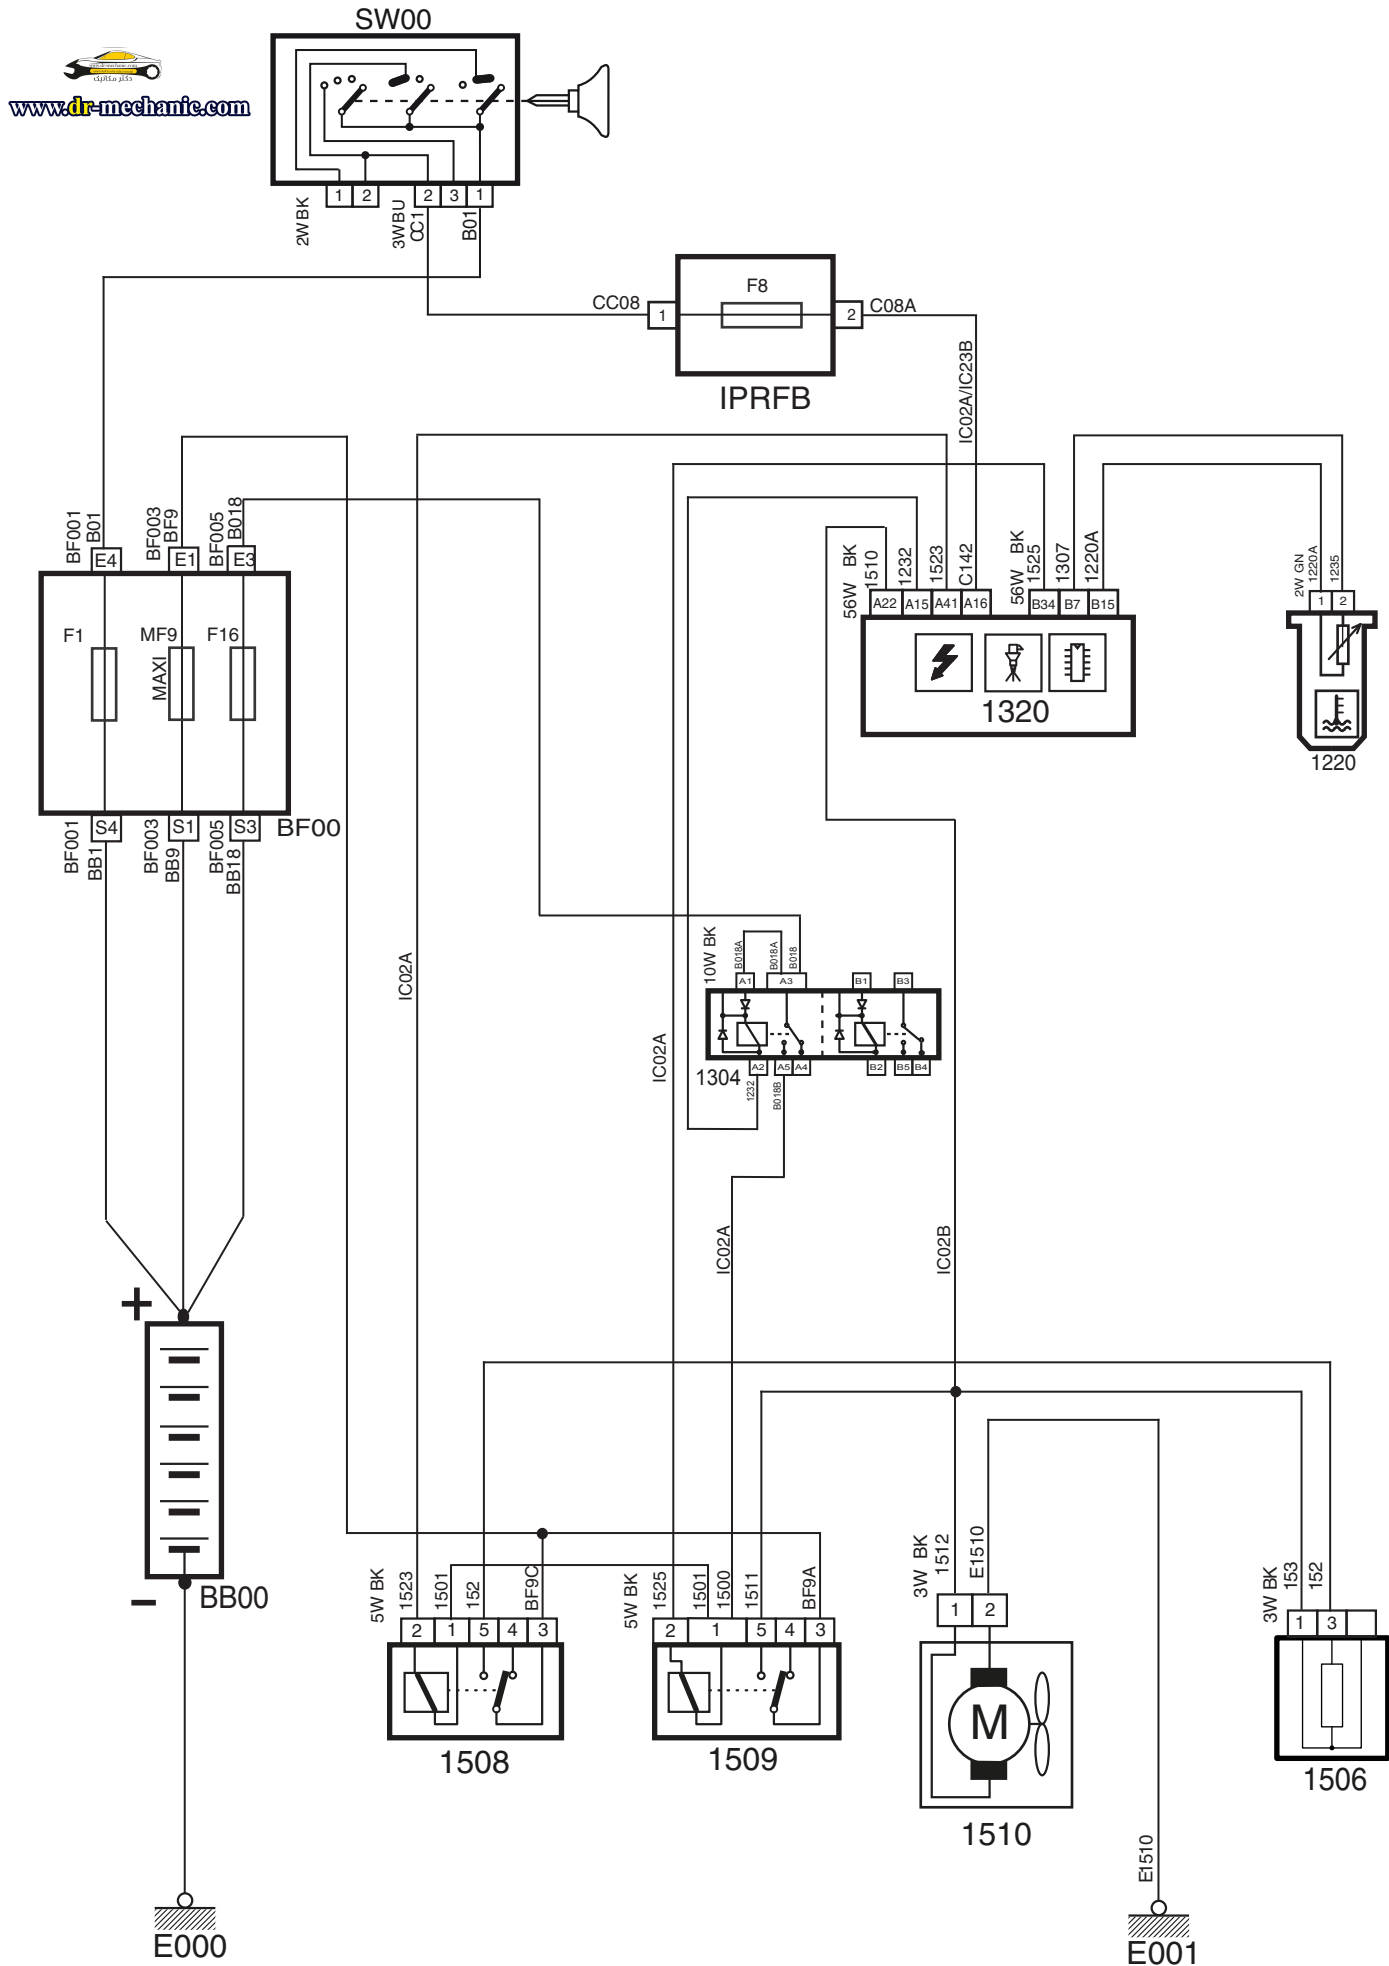 SW00
www.dr-mechanic.com
دکتر مکانیک
www.dr-mechanic.com
1 2 2 3 1
2WBK
3WBU
CC1
B01
F8
CC08
1
2
C08A
IPRFB
IC02A/IC23B
BF001
B01
BF003
BF9
BF005
B018
E4 E1 E3
F1 MF9 F16
MAXI
S4 S1 S3
BF00
BF001
BB1
BF003
BB9
BF005
BB18
56W BK
1510
1232
1523
C142
56W BK
1525
1307
1220A
A22 A15 A41 A16 B34 B7 B15
1320
2W GN
1220A
1235
1 2
1220
IC02A
IC02A
10W BK
B018A
B018A
B018
A1 A3 B1 B3
A2 A5 A4 B2 B5 B4
1304
1232
B018B
IC02A
IC02B
+
−
BB00
E000
5W BK
1523
1501
152
BF9C
2 1 5 4 3
1508
5W BK
1525
1501
1500
1511
BF9A
2 1 5 4 3
1509
3W BK
1512
E1510
1 2
M
1510
E1510
E001
3W BK
153
152
1 3
1506